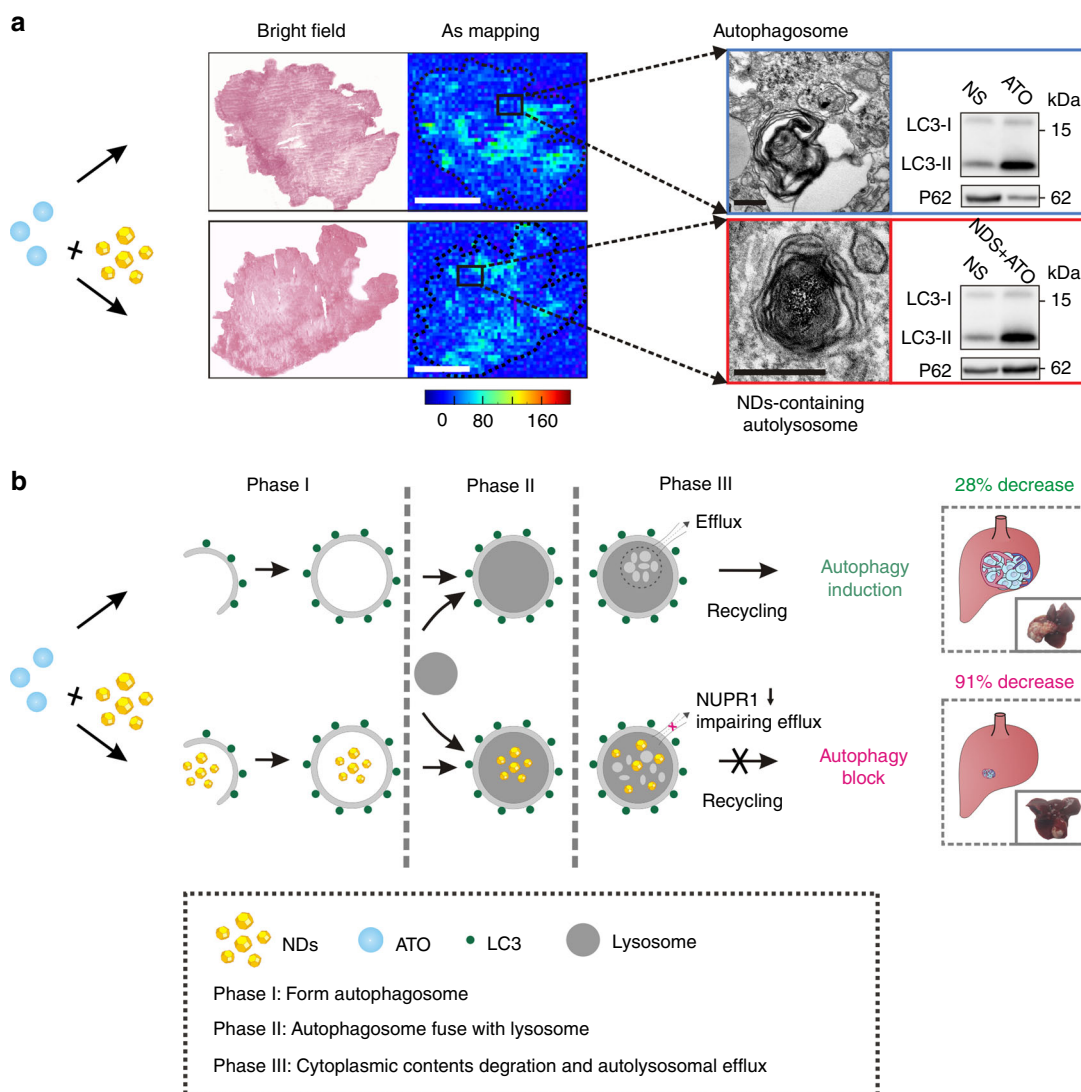 a
Bright field
As mapping
Autophagosome
NS
ATO
kDa
LC3-I
15
LC3-II
P62
62
NDS+ATO
NS
kDa
LC3-I
15
LC3-II
P62
62
0 80 160
NDs-containing
autolysosome
b
Phase I
Phase II
Phase III
28% decrease
Efflux
Autophagy
induction
Recycling
91% decrease
NUPR1
impairing efflux
Autophagy
block
Recycling
NDs
ATO
LC3
Lysosome
Phase I: Form autophagosome
Phase II: Autophagosome fuse with lysosome
Phase III: Cytoplasmic contents degration and autolysosomal efflux